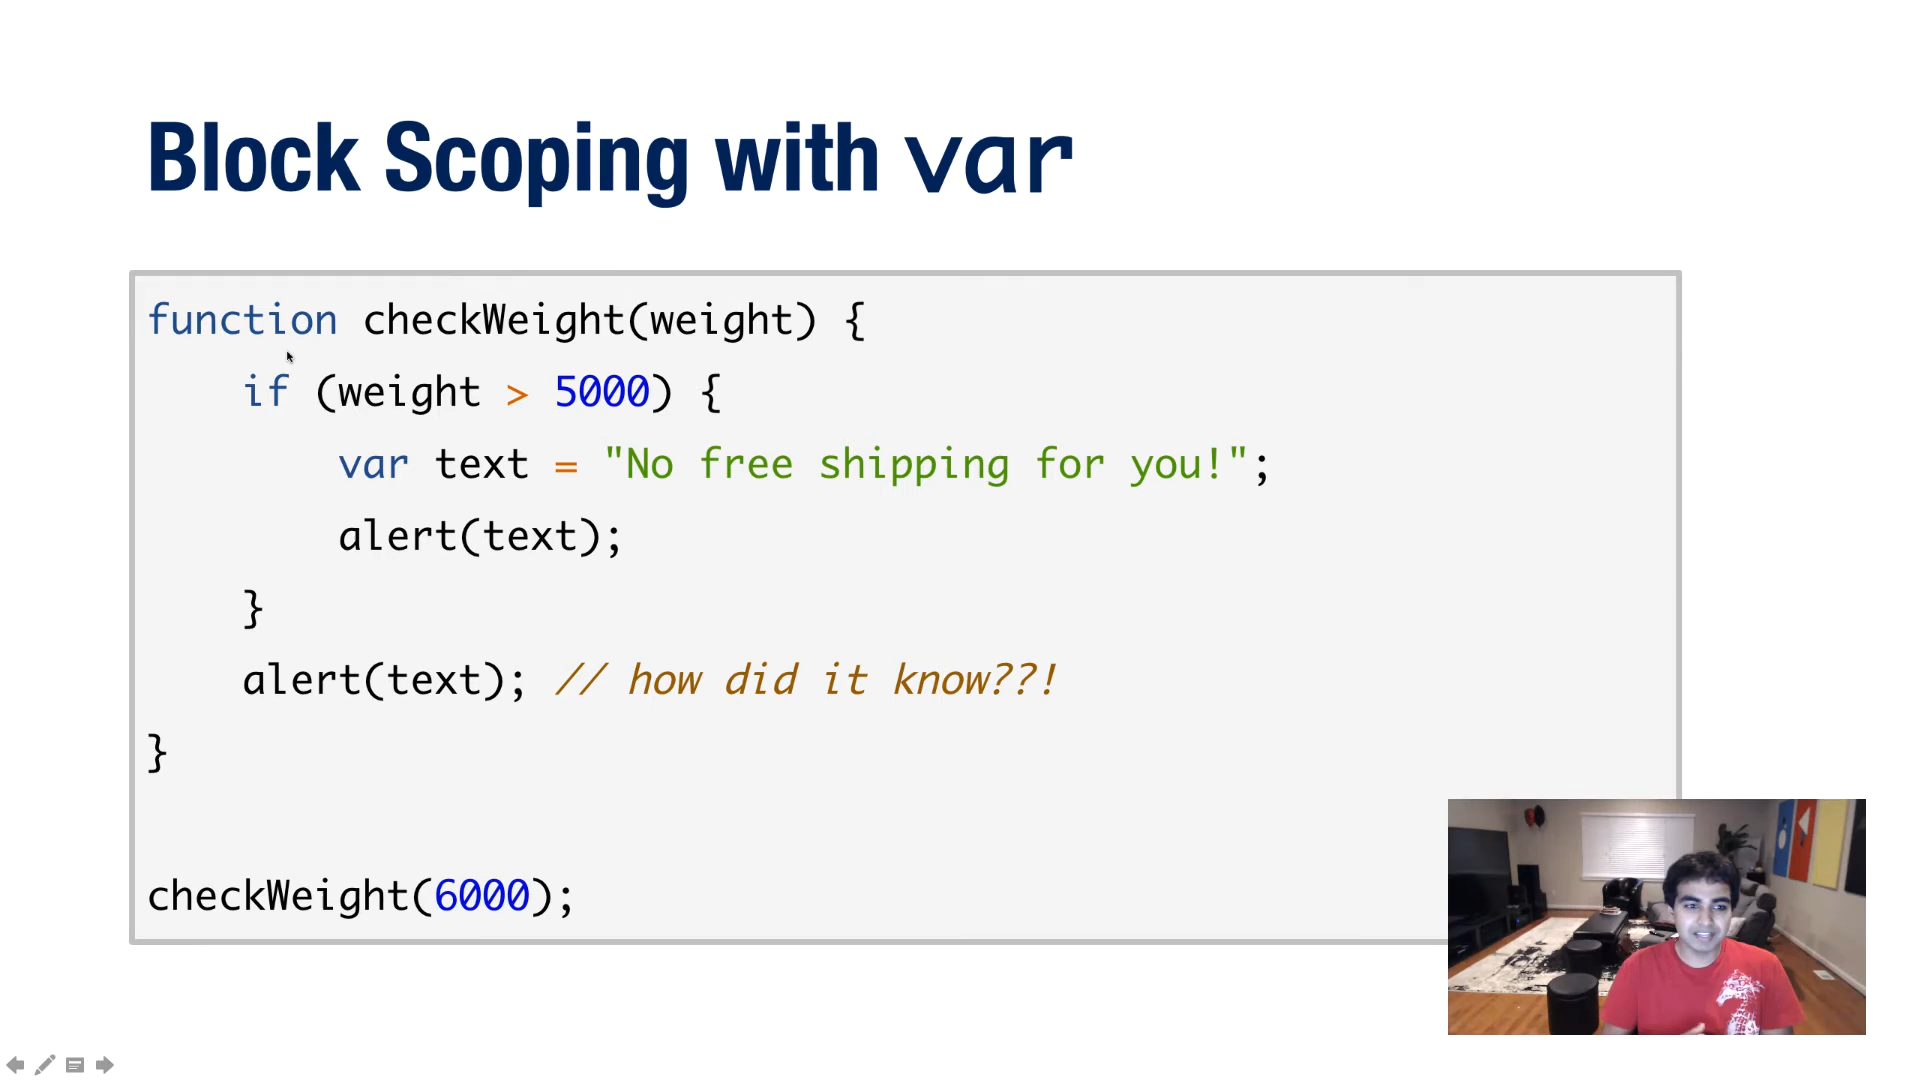 Block Scoping with var
function checkWeight(weight) {
if (weight > 5000) {
var text = "No free shipping for you!";
alert(text);
}
alert(text); // how did it know??!
}
checkWeight(6000);